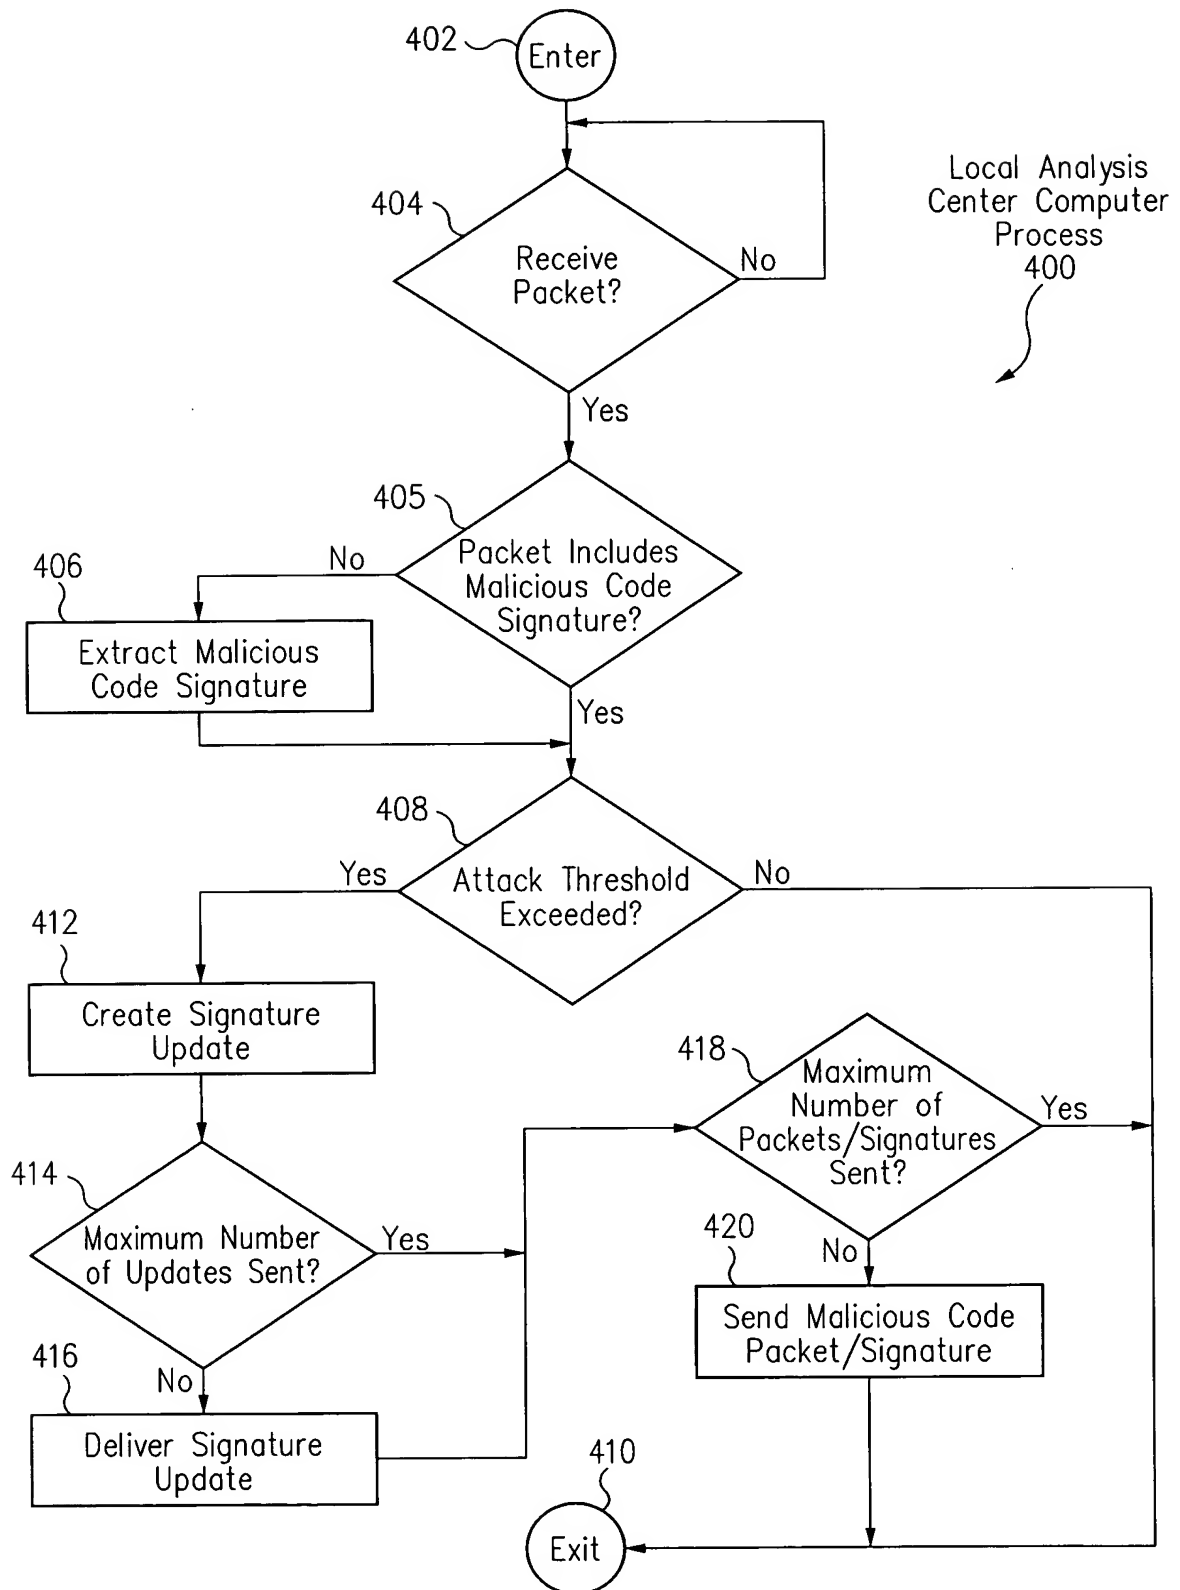 402
Enter
Local Analysis
Center Computer
Process
400
404
Receive
Packet?
No
Yes
405
Packet Includes
Malicious Code
Signature?
No
406
Extract Malicious
Code Signature
Yes
408
Attack Threshold
Exceeded?
Yes
No
412
Create Signature
Update
418
Maximum
Number of
Packets/Signatures
Sent?
Yes
414
Maximum Number
of Updates Sent?
Yes
No
420
Send Malicious Code
Packet/Signature
416
No
Deliver Signature
Update
410
Exit